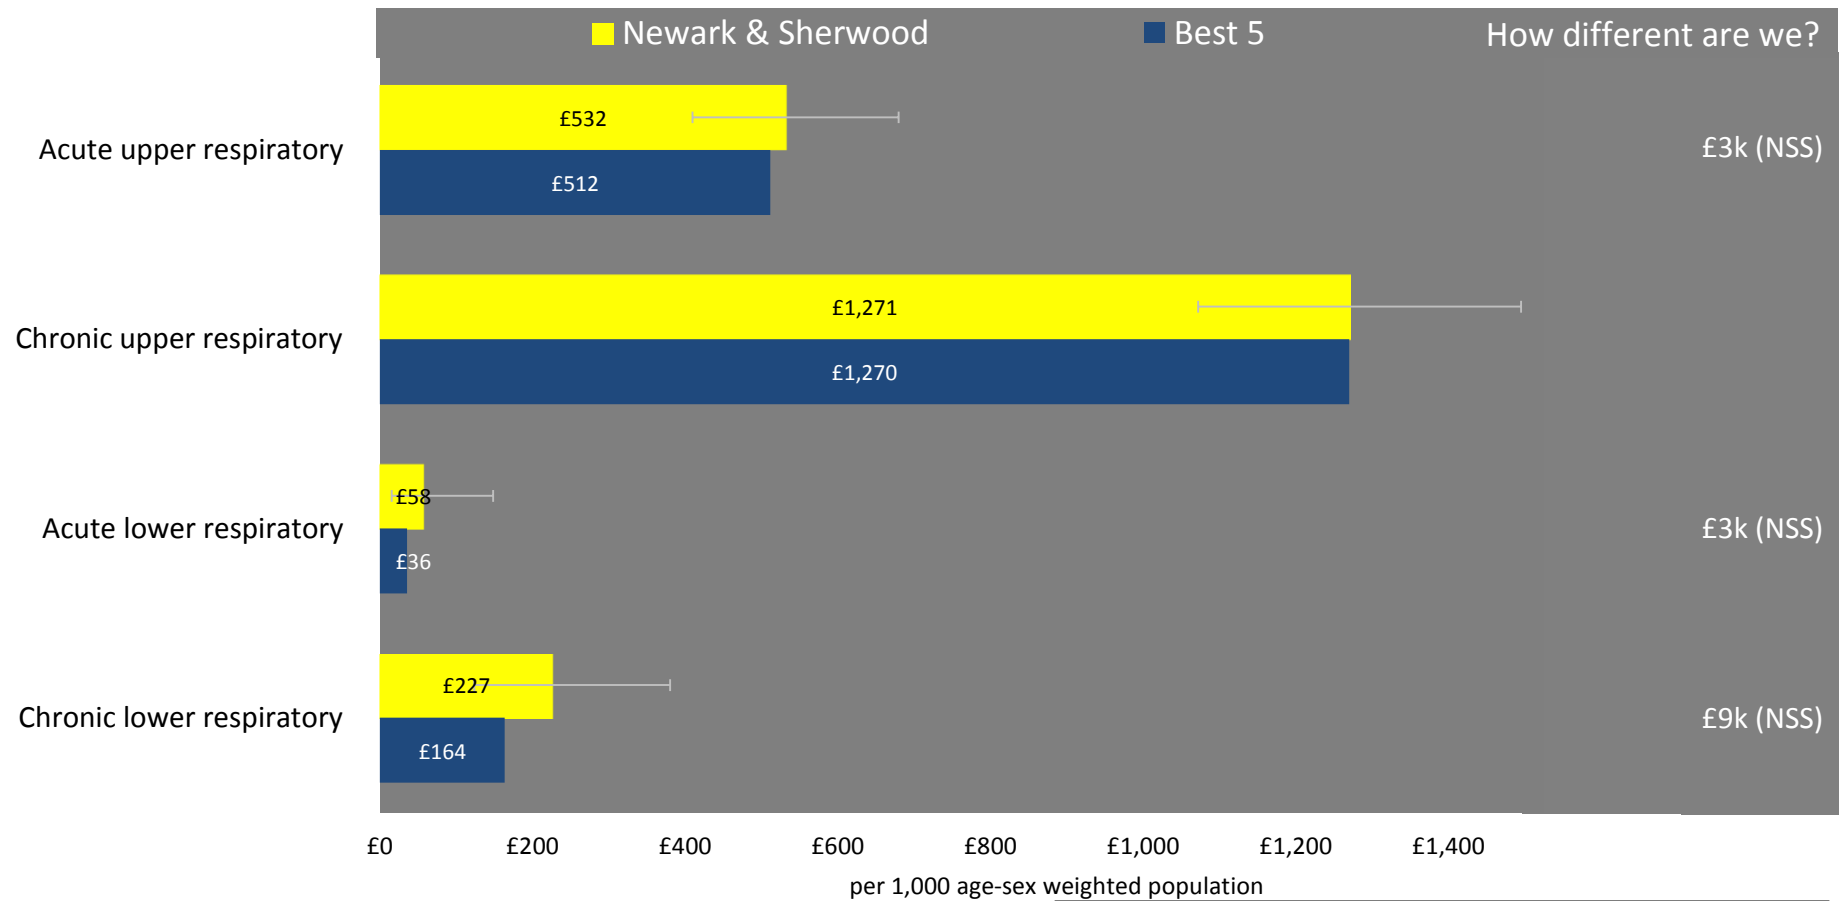 Newark & Sherwood Best 5 How different are we?
Acute upper respiratory £532 £3k (NSS)
£512
Chronic upper respiratory £1,271
£1,270
Acute lower respiratory £58 £3k (NSS)
£36
Chronic lower respiratory £227 £9k (NSS)
£164
£0 £200 £400 £600 £800 £1,000 £1,200 £1,400
per 1,000 age-sex weighted population